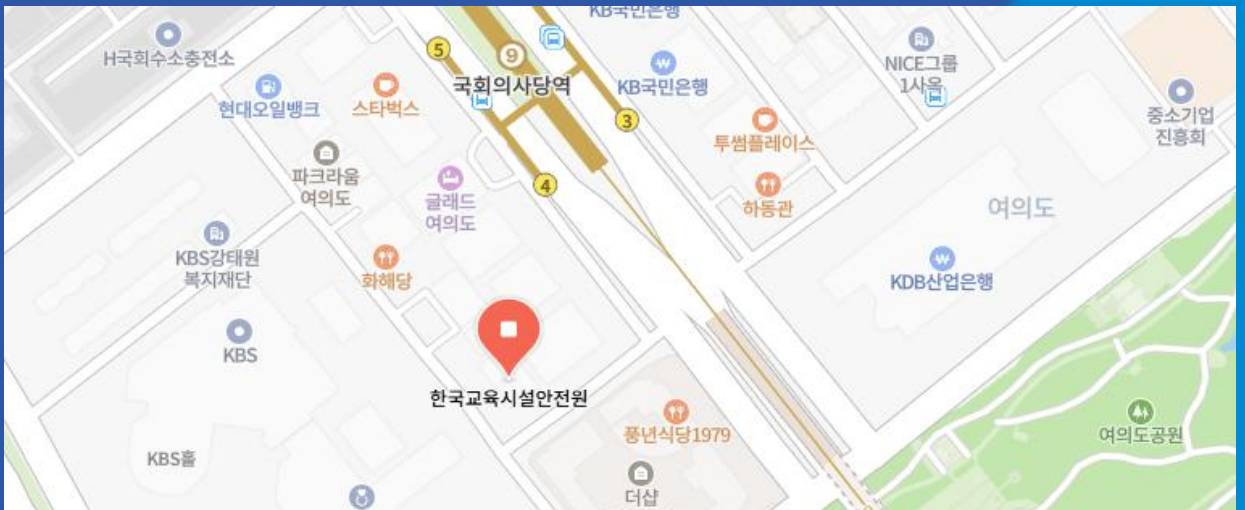 KB국민은행
H국회수소충전소
5
9
국회의사당역
현대오일뱅크
스타벅스
KB국민은행
NICE그룹
1사옥
3
투썸플레이스
중소기업
진흥회
파크라움
여의도
글래드
여의도
4
하동관
여의도
KBS강태원
복지재단
화해당
KDB산업은행
KBS
한국교육시설안전원
풍년식당1979
여의도공원
KBS홀
더샵